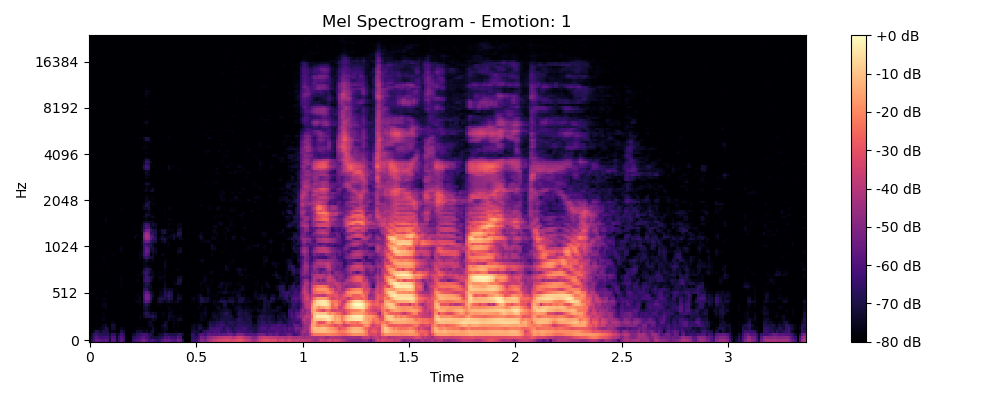 Mel Spectrogram - Emotion: 1
Hz
16384
8192
4096
2048
1024
512
0
0 0.5 1 1.5 2 2.5 3
Time
+0 dB
-10 dB
-20 dB
-30 dB
-40 dB
-50 dB
-60 dB
-70 dB
-80 dB